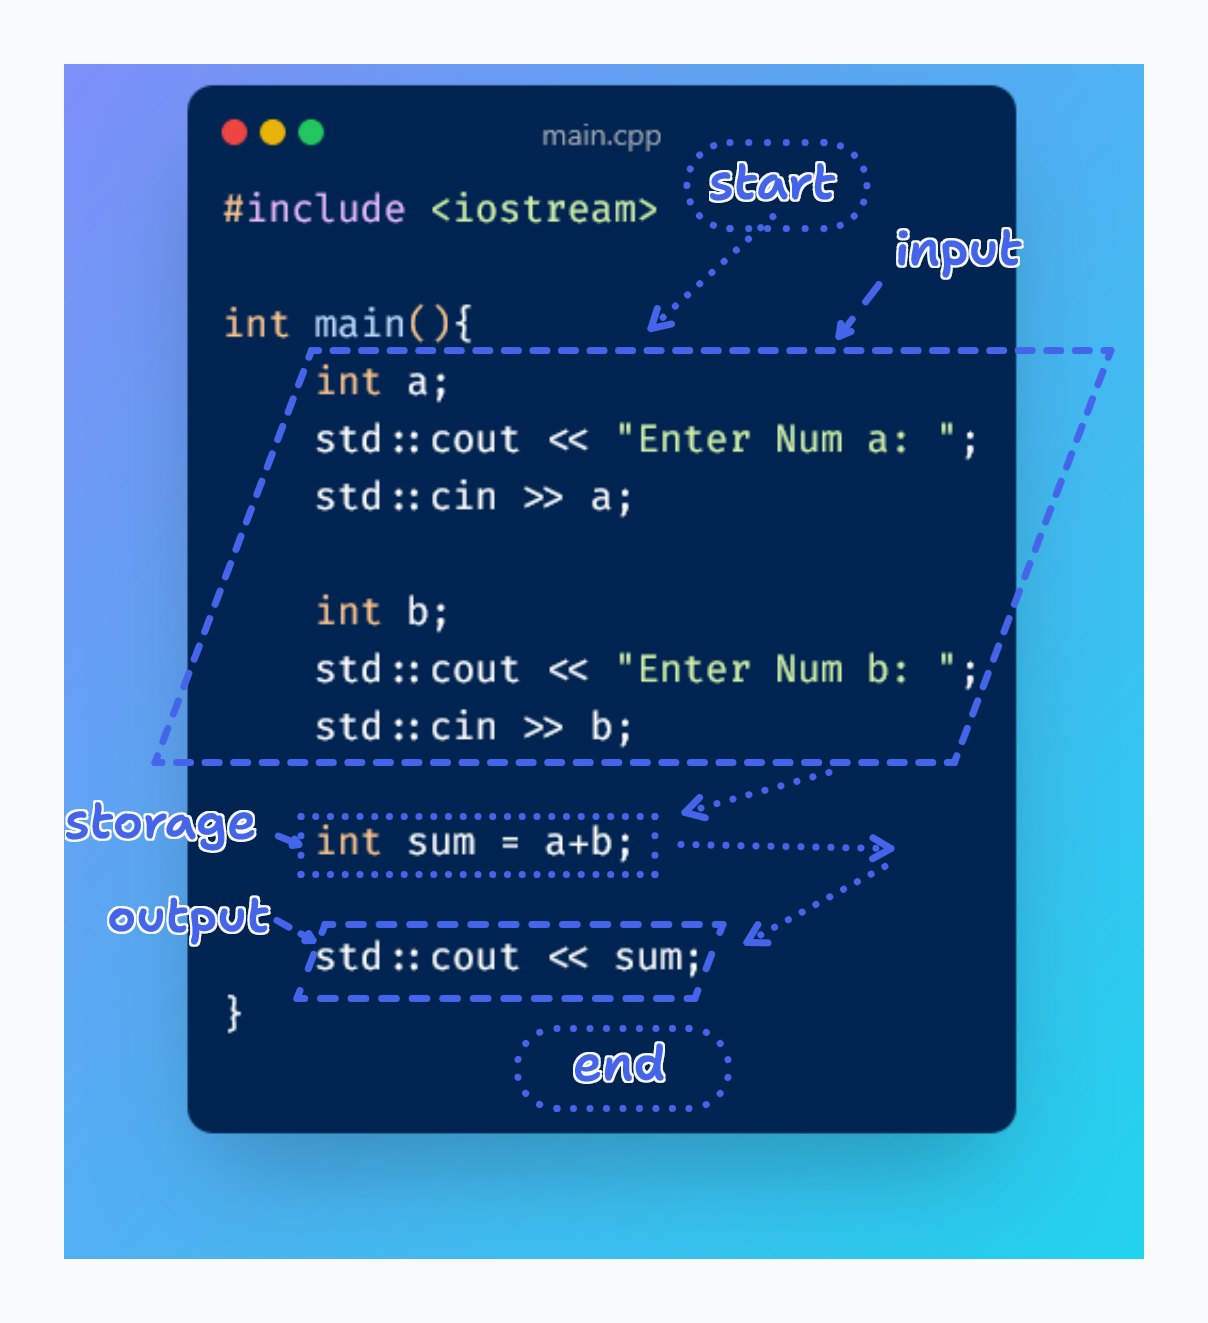 main.cpp
start
#include <iostream>
input
int main(){
int a;
std::cout << "Enter Num a: ";
std::cin >> a;
int b;
std::cout << "Enter Num b: ";
std::cin >> b;
storage
int sum = a+b;
output
std::cout << sum;
}
end